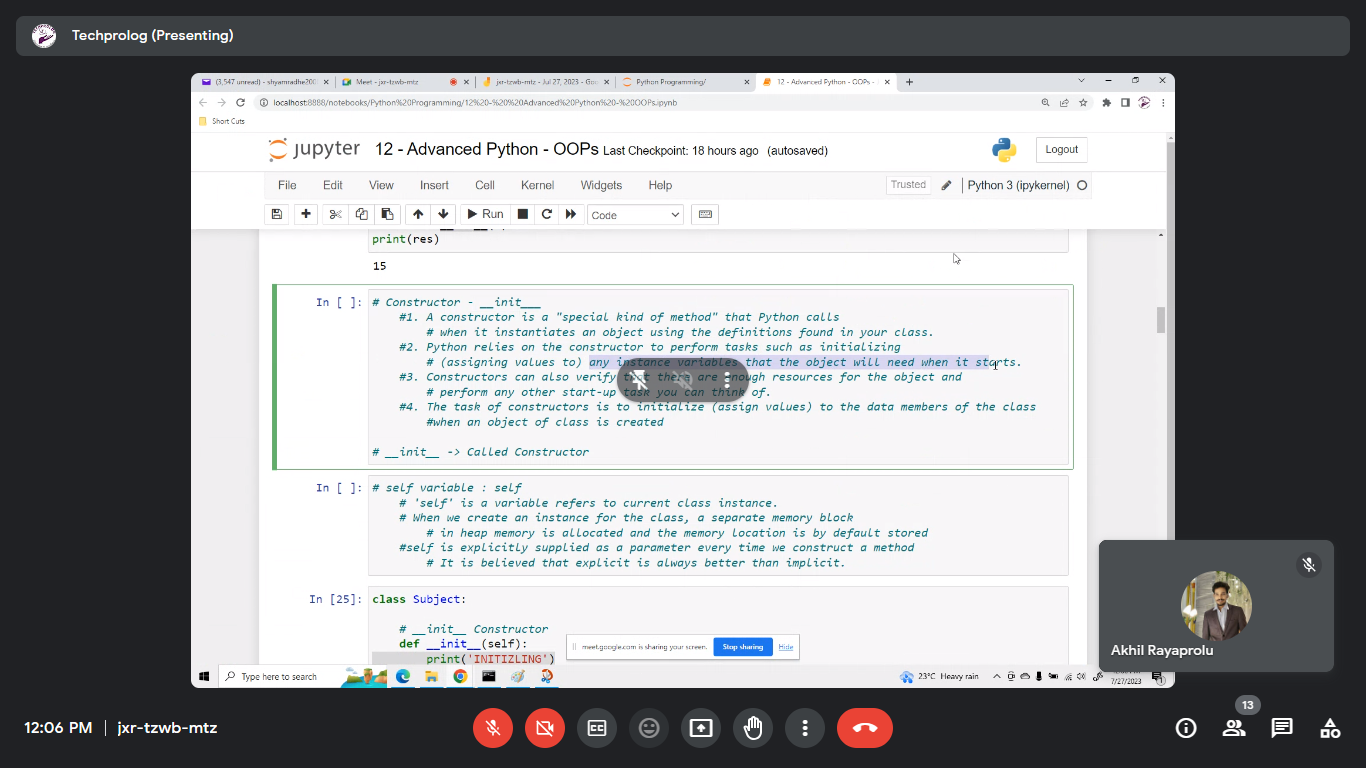 Techprolog (Presenting)
(3,547 unread) - shyamradhe200
Meet - jxr-tzwb-mtz
jxr-tzwb-mtz - Jul 27, 2023 - Go
Python Programming/
12 - Advanced Python - OOPs -
localhost:8888/notebooks/Python%20Programming/12%20-%20%20Advanced%20Python%20-%20OOPs.ipynb
Short Cuts
jupyter 12 - Advanced Python - OOPs Last Checkpoint: 18 hours ago (autosaved)
Logout
File Edit View Insert Cell Kernel Widgets Help
Trusted Python 3 (ipykernel)
Run Code
print(res)
15
In [ ]: # Constructor - __init___
#1. A constructor is a "special kind of method" that Python calls
# when it instantiates an object using the definitions found in your class.
#2. Python relies on the constructor to perform tasks such as initializing
# (assigning values to) any instance variables that the object will need when it starts.
#3. Constructors can also verify that there are enough resources for the object and
# perform any other start-up task you can think of.
#4. The task of constructors is to initialize (assign values) to the data members of the class
#when an object of class is created
# __init__ -> Called Constructor
In [ ]: # self variable : self
# 'self' is a variable refers to current class instance.
# When we create an instance for the class, a separate memory block
# in heap memory is allocated and the memory location is by default stored
#self is explicitly supplied as a parameter every time we construct a method
# It is believed that explicit is always better than implicit.
In [25]: class Subject:
# __init__ Constructor
def __init__(self):
print('INITIZLING')
meet.google.com is sharing your screen. Stop sharing Hide
Type here to search
23°C Heavy rain
7/27/2023
1
Akhil Rayaprolu
12:06 PM | jxr-tzwb-mtz
13